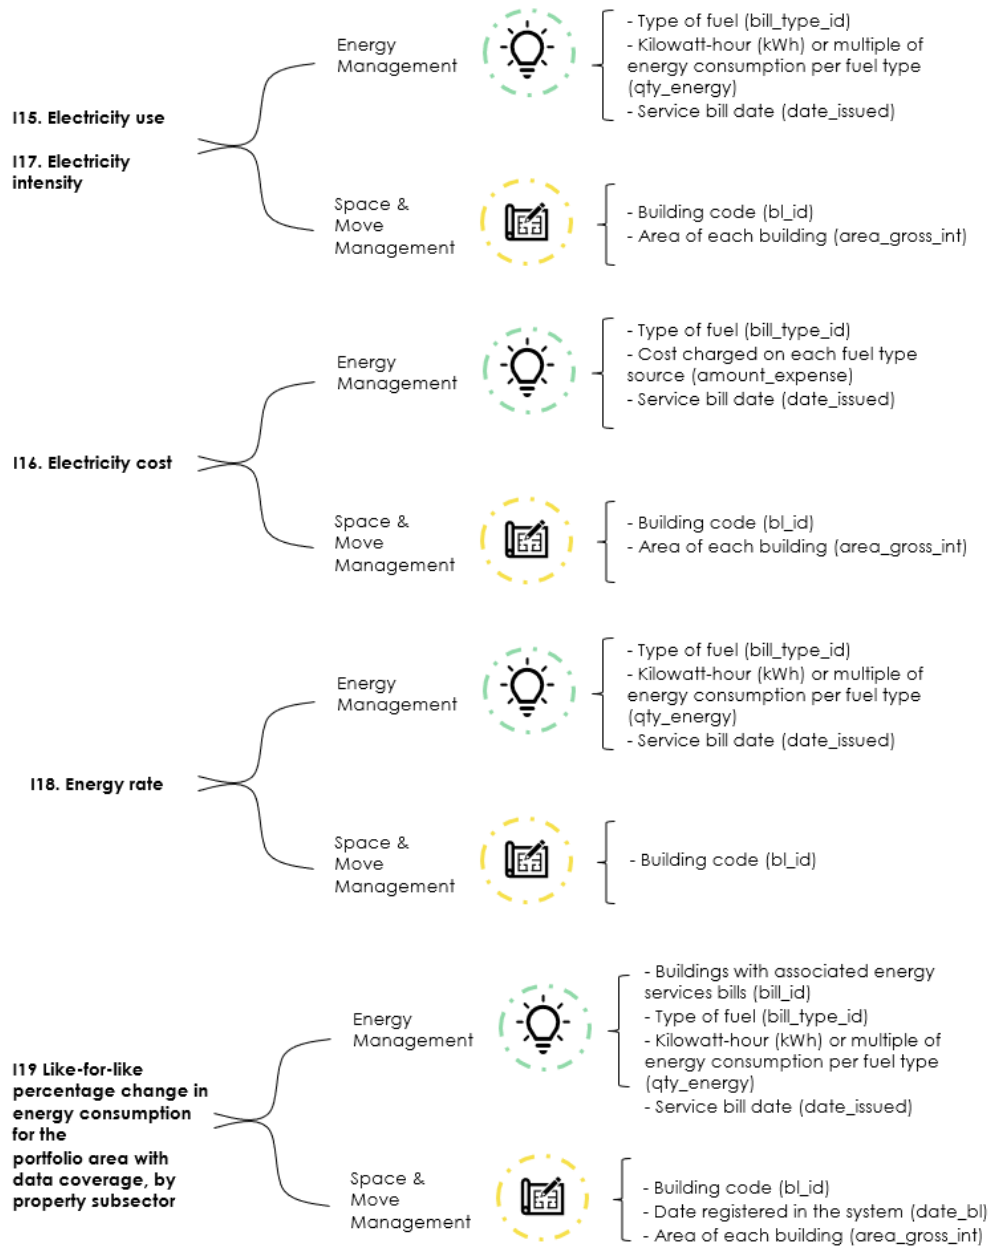 I15. Electricity use
I17. Electricity
intensity
Energy
Management
- Type of fuel (bill_type_id)
- Kilowatt-hour (kWh) or multiple of
energy consumption per fuel type
(qty_energy)
- Service bill date (date_issued)
Space &
Move
Management
- Building code (bl_id)
- Area of each building (area_gross_int)
I16. Electricity cost
Energy
Management
- Type of fuel (bill_type_id)
- Cost charged on each fuel type
source (amount_expense)
- Service bill date (date_issued)
Space &
Move
Management
- Building code (bl_id)
- Area of each building (area_gross_int)
I18. Energy rate
Energy
Management
- Type of fuel (bill_type_id)
- Kilowatt-hour (kWh) or multiple of
energy consumption per fuel type
(qty_energy)
- Service bill date (date_issued)
Space &
Move
Management
- Building code (bl_id)
I19 Like-for-like
percentage change in
energy consumption
for the
portfolio area with
data coverage, by
property subsector
Energy
Management
- Buildings with associated energy
services bills (bill_id)
- Type of fuel (bill_type_id)
- Kilowatt-hour (kWh) or multiple of
energy consumption per fuel type
(qty_energy)
- Service bill date (date_issued)
Space &
Move
Management
- Building code (bl_id)
- Date registered in the system (date_bl)
- Area of each building (area_gross_int)